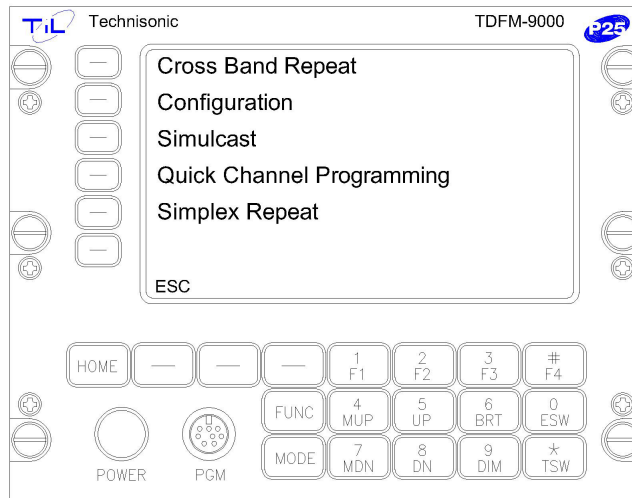 TiL Technisonic TDFM-9000 P25
Cross Band Repeat
Configuration
Simulcast
Quick Channel Programming
Simplex Repeat
ESC
HOME 1 2 3 #
F1 F2 F3 F4
FUNC 4 5 6 0
MUP UP BRT ESW
MODE 7 8 9 *
MDN DN DIM TSW
POWER PGM